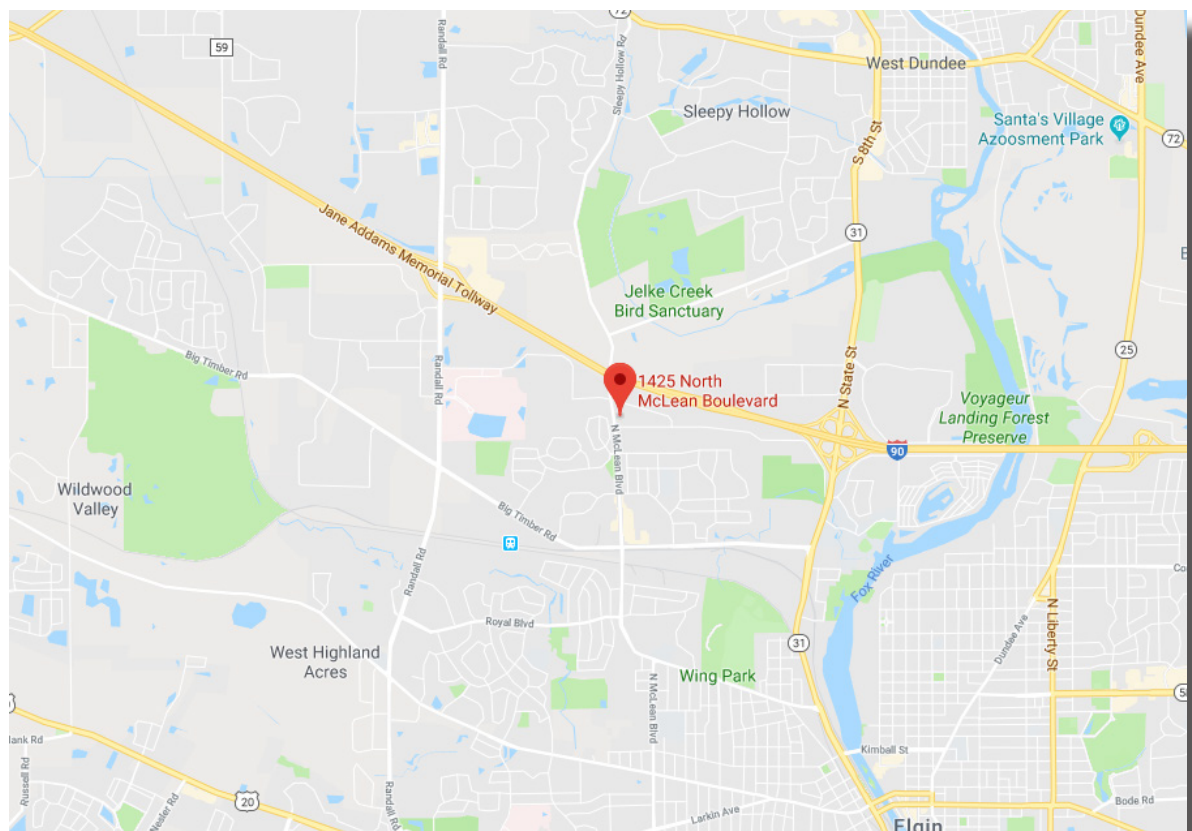 72
59
Randall Rd
Sleepy Hollow Rd
West Dundee
Dundee Ave
Sleepy Hollow
Santa's Village
Azoosment Park
72
S 8th St
Jane Addams Memorial Tollway
31
Jelke Creek
Bird Sanctuary
25
Big Timber Rd
Randall Rd
N State St
1425 North
McLean Boulevard
Voyageur
Landing Forest
Preserve
90
N McLean Blvd
Wildwood
Valley
Big Timber Rd
Randall Rd
Fox River
Royal Blvd
N Liberty St
Dundee Ave
31
West Highland
Acres
Wing Park
N McLean Blvd
Kimball St
Russell Rd
20
Randall Rd
Larkin Ave
Bode Rd
Elgin